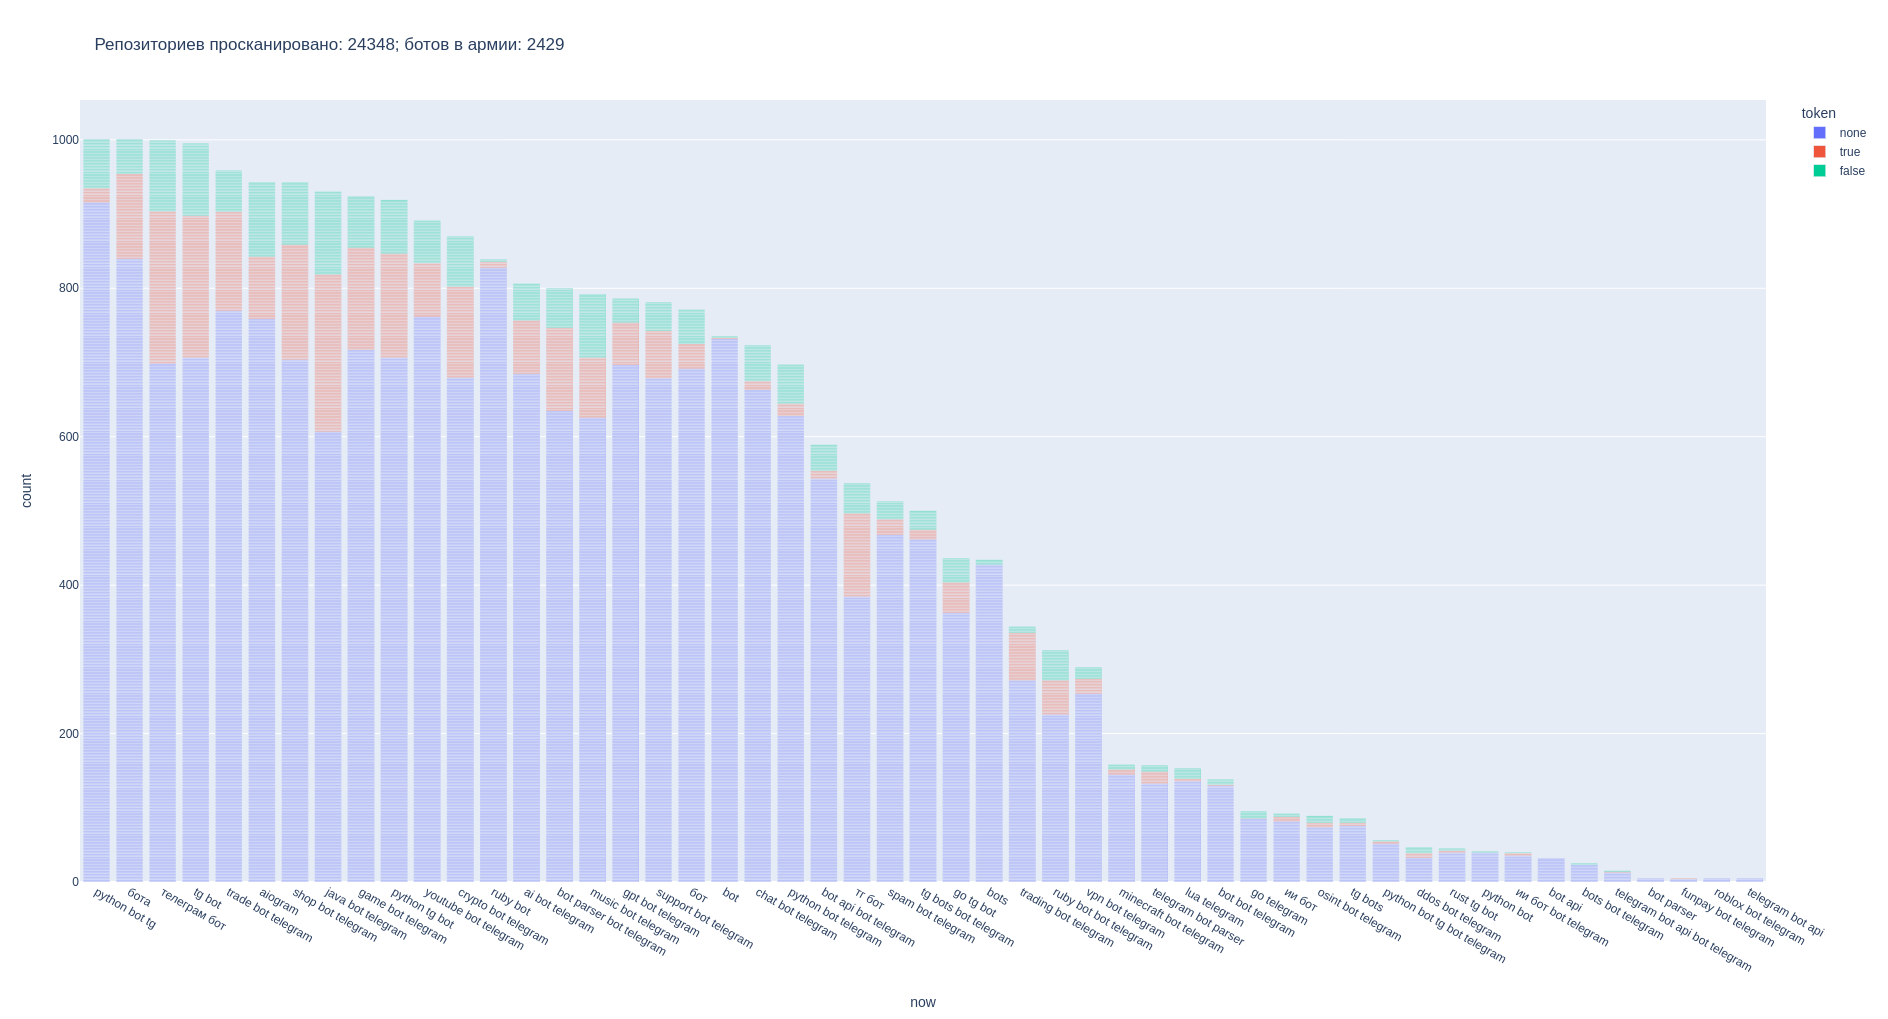 Репозиториев просканировано: 24348; ботов в армии: 2429
token
none
true
false
count
1000
800
600
400
200
0
python bot tg
бота
телеграм бот
tg bot
trade bot telegram
aiogram
shop bot telegram
java bot telegram
game bot telegram
python tg bot
youtube bot telegram
crypto bot telegram
ruby bot
ai bot telegram
bot parser bot telegram
music bot telegram
gpt bot telegram
support bot telegram
бот
bot
chat bot telegram
python bot telegram
bot api bot telegram
тг бот
spam bot telegram
tg bots bot telegram
go tg bot
bots
trading bot telegram
ruby bot bot telegram
vpn bot telegram
minecraft bot telegram
telegram bot parser
lua telegram
bot bot telegram
go telegram
ии бот
osint bot telegram
tg bots
python bot tg bot telegram
ddos bot telegram
rust tg bot
python bot
ии бот bot telegram
bot api
bots bot telegram
telegram bot api bot telegram
bot parser
funpay bot telegram
roblox bot telegram
telegram bot api
now